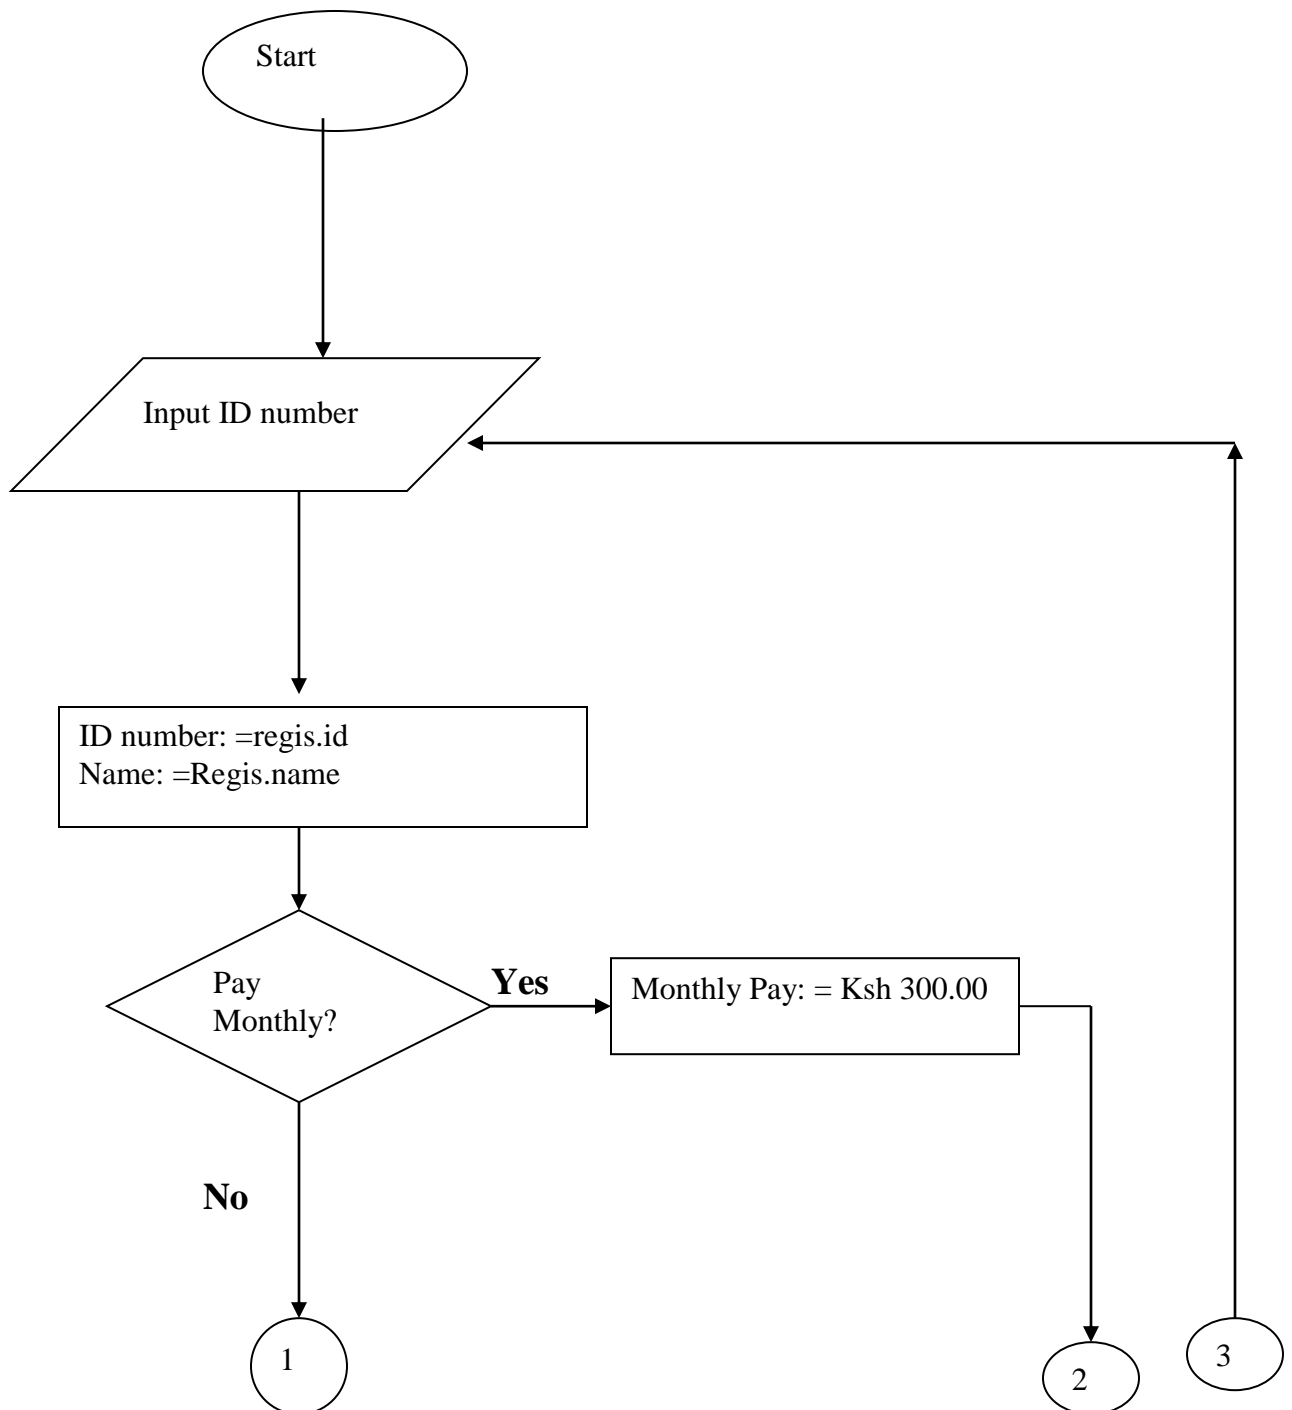 Start
Input ID number
ID number: =regis.id
Name: =Regis.name
Pay
Monthly?
Yes
Monthly Pay: = Ksh 300.00
No
1
2
3